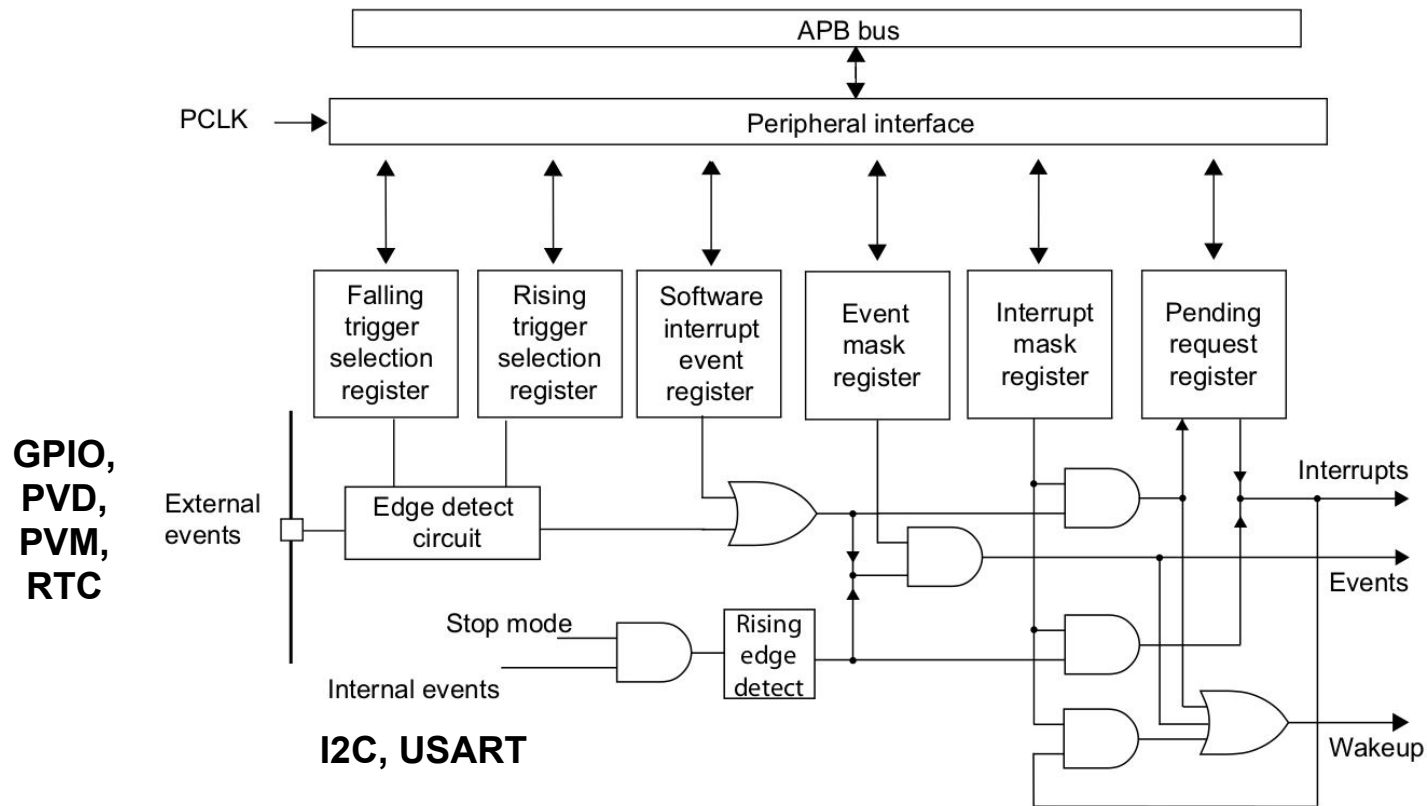 APB bus
PCLK
Peripheral interface
Falling
trigger
selection
register
Rising
trigger
selection
register
Software
interrupt
event
register
Event
mask
register
Interrupt
mask
register
Pending
request
register
GPIO,
PVD,
PVM,
RTC
External
events
Edge detect
circuit
Interrupts
Events
Stop mode
Rising
edge
detect
Internal events
Wakeup
I2C, USART